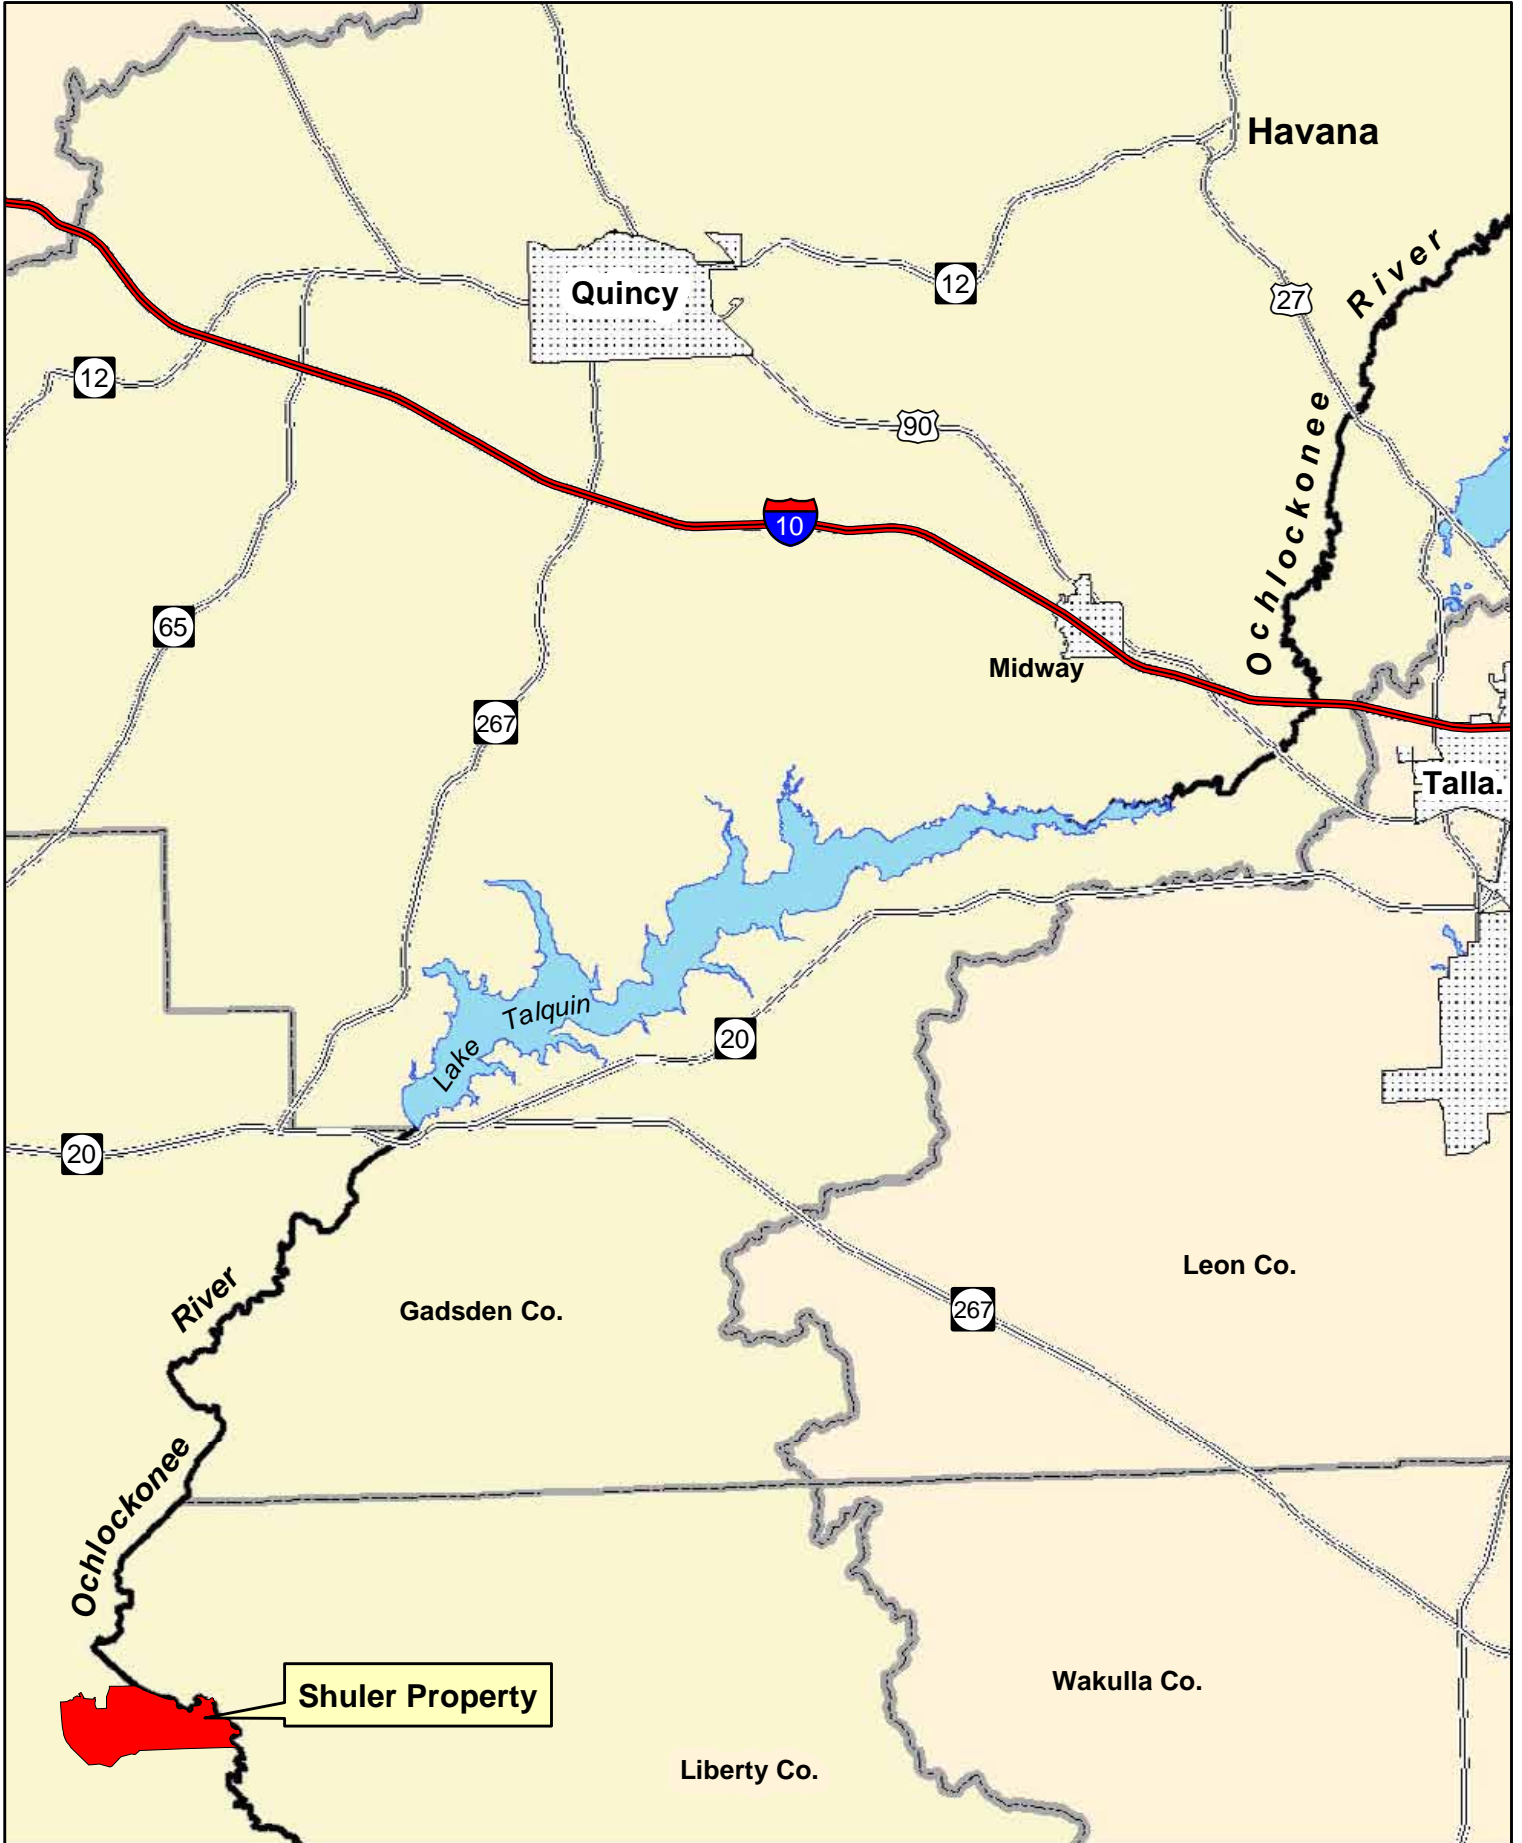 Havana
River
Quincy
12
27
12
90
Ochlockonee
10
65
Midway
267
Talla.
Talquin
Lake
20
20
River
Leon Co.
Gadsden Co.
267
Ochlockonee
Shuler Property
Wakulla Co.
Liberty Co.